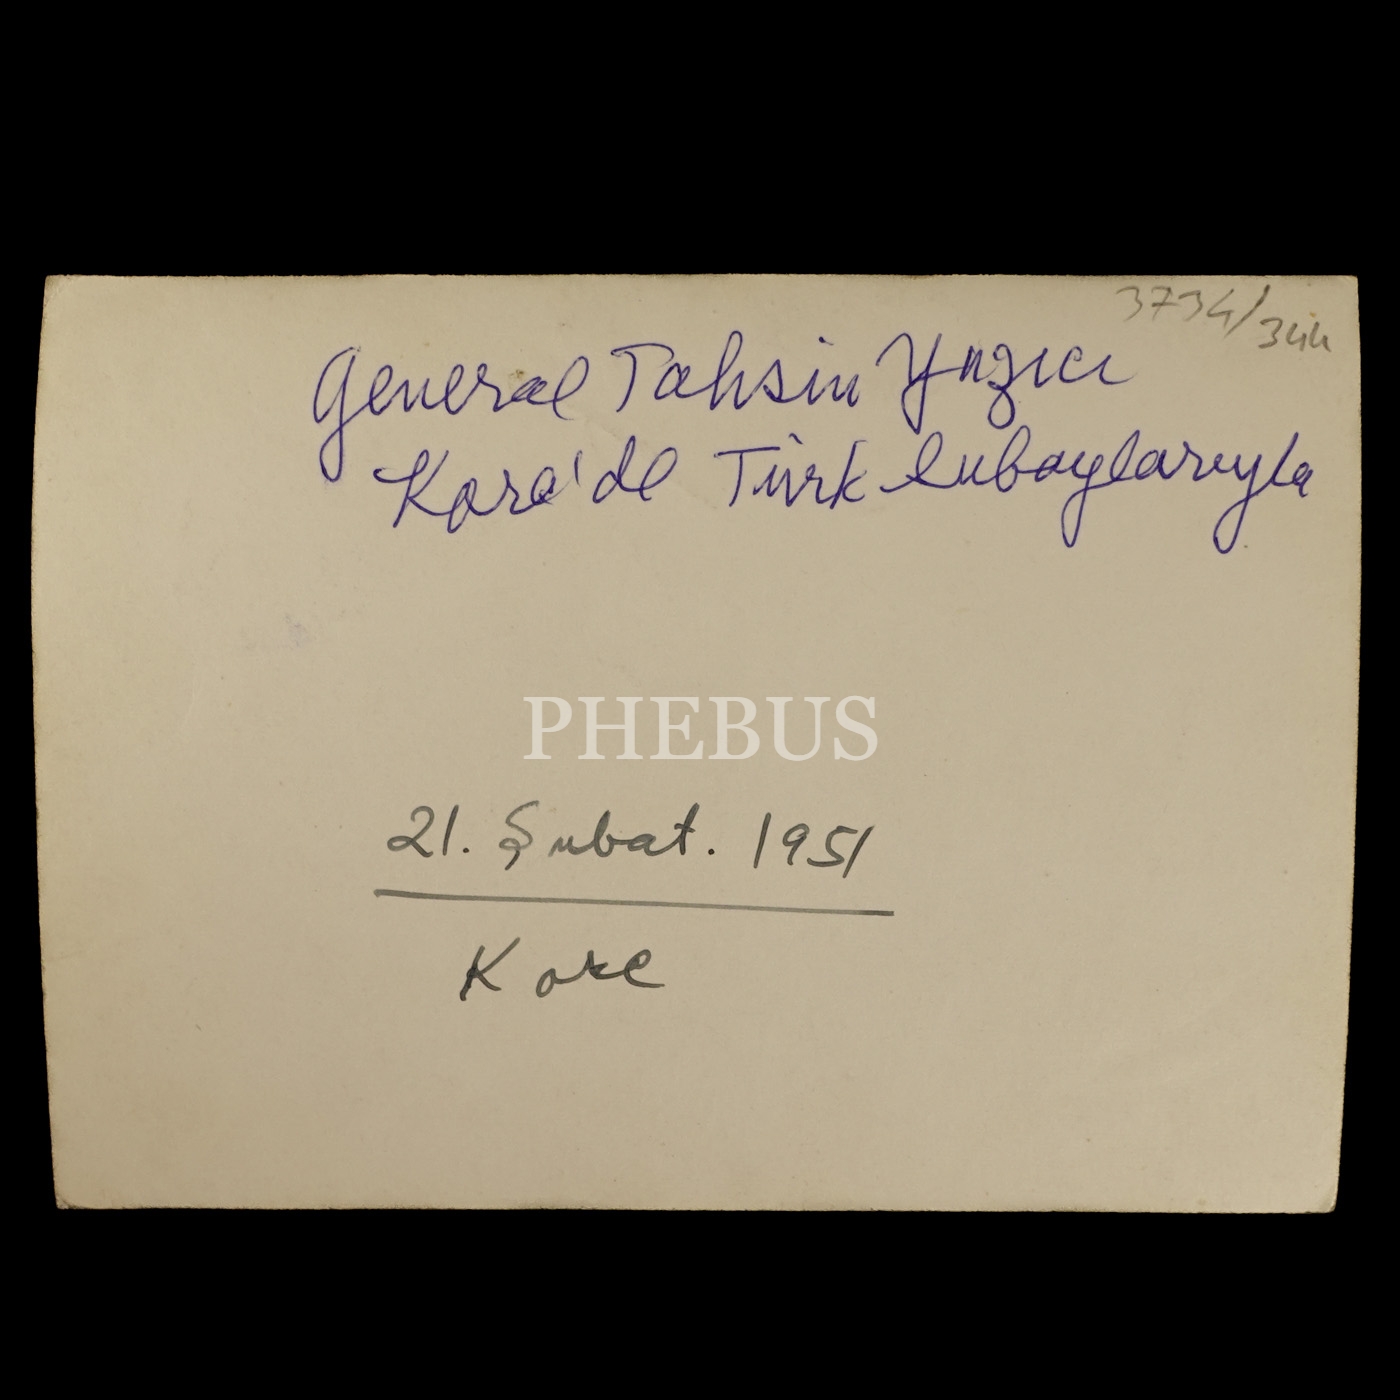 3734/344
General Tahsin Yazıcı
Kore'de Türk Subaylarıyla
PHEBUS
21. Şubat. 1951
Kore